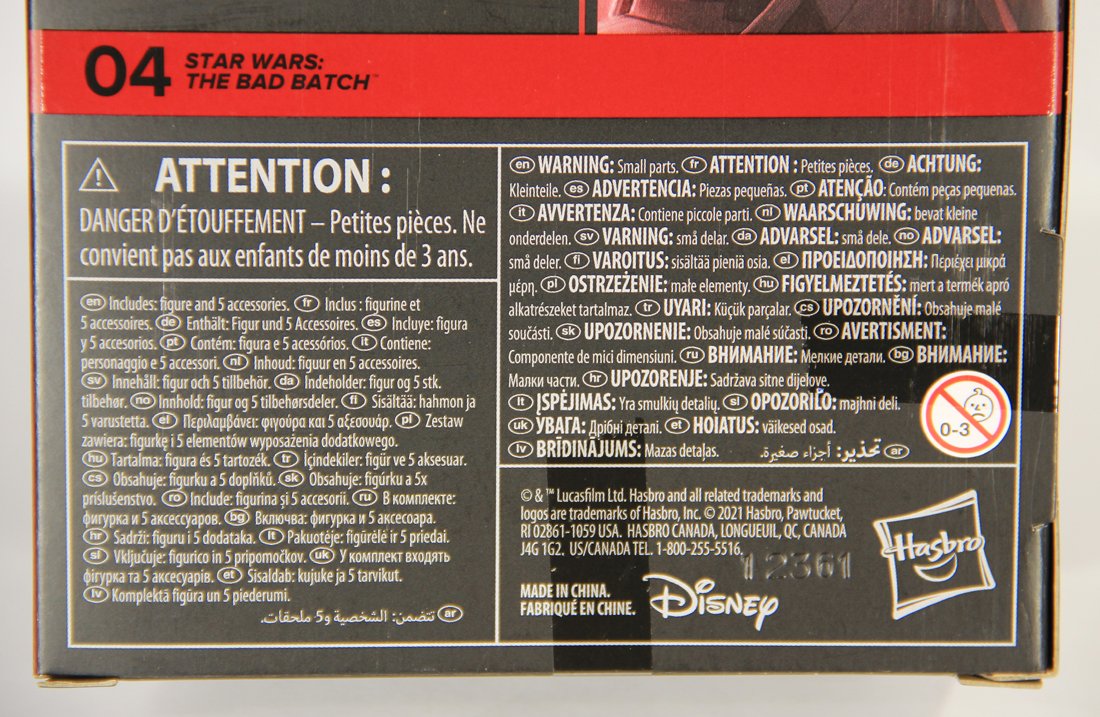 04 STAR WARS:
THE BAD BATCH™
ATTENTION :
DANGER D'ÉTOUFFEMENT – Petites pièces. Ne
convient pas aux enfants de moins de 3 ans.
en Includes: figure and 5 accessories. fr Inclus : figurine et
5 accessoires. de Enthält: Figur und 5 Accessoires. es Incluye: figura
y 5 accesorios. pt Contém: figura e 5 acessórios. it Contiene:
personaggio e 5 accessori. nl Inhoud: figuur en 5 accessoires.
sv Innehåll: figur och 5 tillbehör. da Indeholder: figur og 5 stk.
tilbehør. no Innhold: figur og 5 tilbehørsdeler. fi Sisältää: hahmon ja
5 varustetta. el Περιλαμβάνει: φιγούρα και 5 αξεσουάρ. pl Zestaw
zawiera: figurkę i 5 elementów wyposażenia dodatkowego.
hu Tartalma: figura és 5 tartozék. tr İçindekiler: figür ve 5 aksesuar.
cs Obsahuje: figurku a 5 doplňků. sk Obsahuje: figúrku a 5x
príslušenstvo. ro Include: figurina și 5 accesorii. ru В комплекте:
фигурка и 5 аксессуаров. bg Включва: фигурка и 5 аксесоара.
hr Sadrži: figuru i 5 dodataka. lt Pakuotėje: figūrėlė ir 5 priedai.
sl Vključuje: figurico in 5 pripomočkov. uk У комплект входять
фігурка та 5 аксесуарів. et Sisaldab: kujuke ja 5 tarvikut.
lv Komplektā figūra un 5 piederumi.
ar تتضمن: الشخصية و5 ملحقات.
en WARNING: Small parts. fr ATTENTION : Petites pièces. de ACHTUNG:
Kleinteile. es ADVERTENCIA: Piezas pequeñas. pt ATENÇÃO: Contém peças pequenas.
it AVVERTENZA: Contiene piccole parti. nl WAARSCHUWING: bevat kleine
onderdelen. sv VARNING: små delar. da ADVARSEL: små dele. no ADVARSEL:
små deler. fi VAROITUS: sisältää pieniä osia. el ΠΡΟΕΙΔΟΠΟΙΗΣΗ: Περιέχει μικρά
μέρη. pl OSTRZEŻENIE: małe elementy. hu FIGYELMEZTETÉS: mert a termék apró
alkatrészeket tartalmaz. tr UYARI: Küçük parçalar. cs UPOZORNĚNÍ: Obsahuje malé
součásti. sk UPOZORNENIE: Obsahuje malé súčasti. ro AVERTISMENT:
Componente de mici dimensiuni. ru ВНИМАНИЕ: Мелкие детали. bg ВНИМАНИЕ:
Малки части. hr UPOZORENJE: Sadržava sitne dijelove.
lt ĮSPĖJIMAS: Yra smulkių detalių. sl OPOZORILO: majhni deli.
uk УВАГА: Дрібні деталі. et HOIATUS: väikesed osad.
lv BRĪDINĀJUMS: Mazas detaļas. ar تحذير: أجزاء صغيرة.
0-3
© & ™ Lucasfilm Ltd. Hasbro and all related trademarks and
logos are trademarks of Hasbro, Inc. © 2021 Hasbro, Pawtucket,
RI 02861-1059 USA. HASBRO CANADA, LONGUEUIL, QC, CANADA
J4G 1G2. US/CANADA TEL. 1-800-255-5516.
12361
MADE IN CHINA.
FABRIQUÉ EN CHINE.
Disney
Hasbro